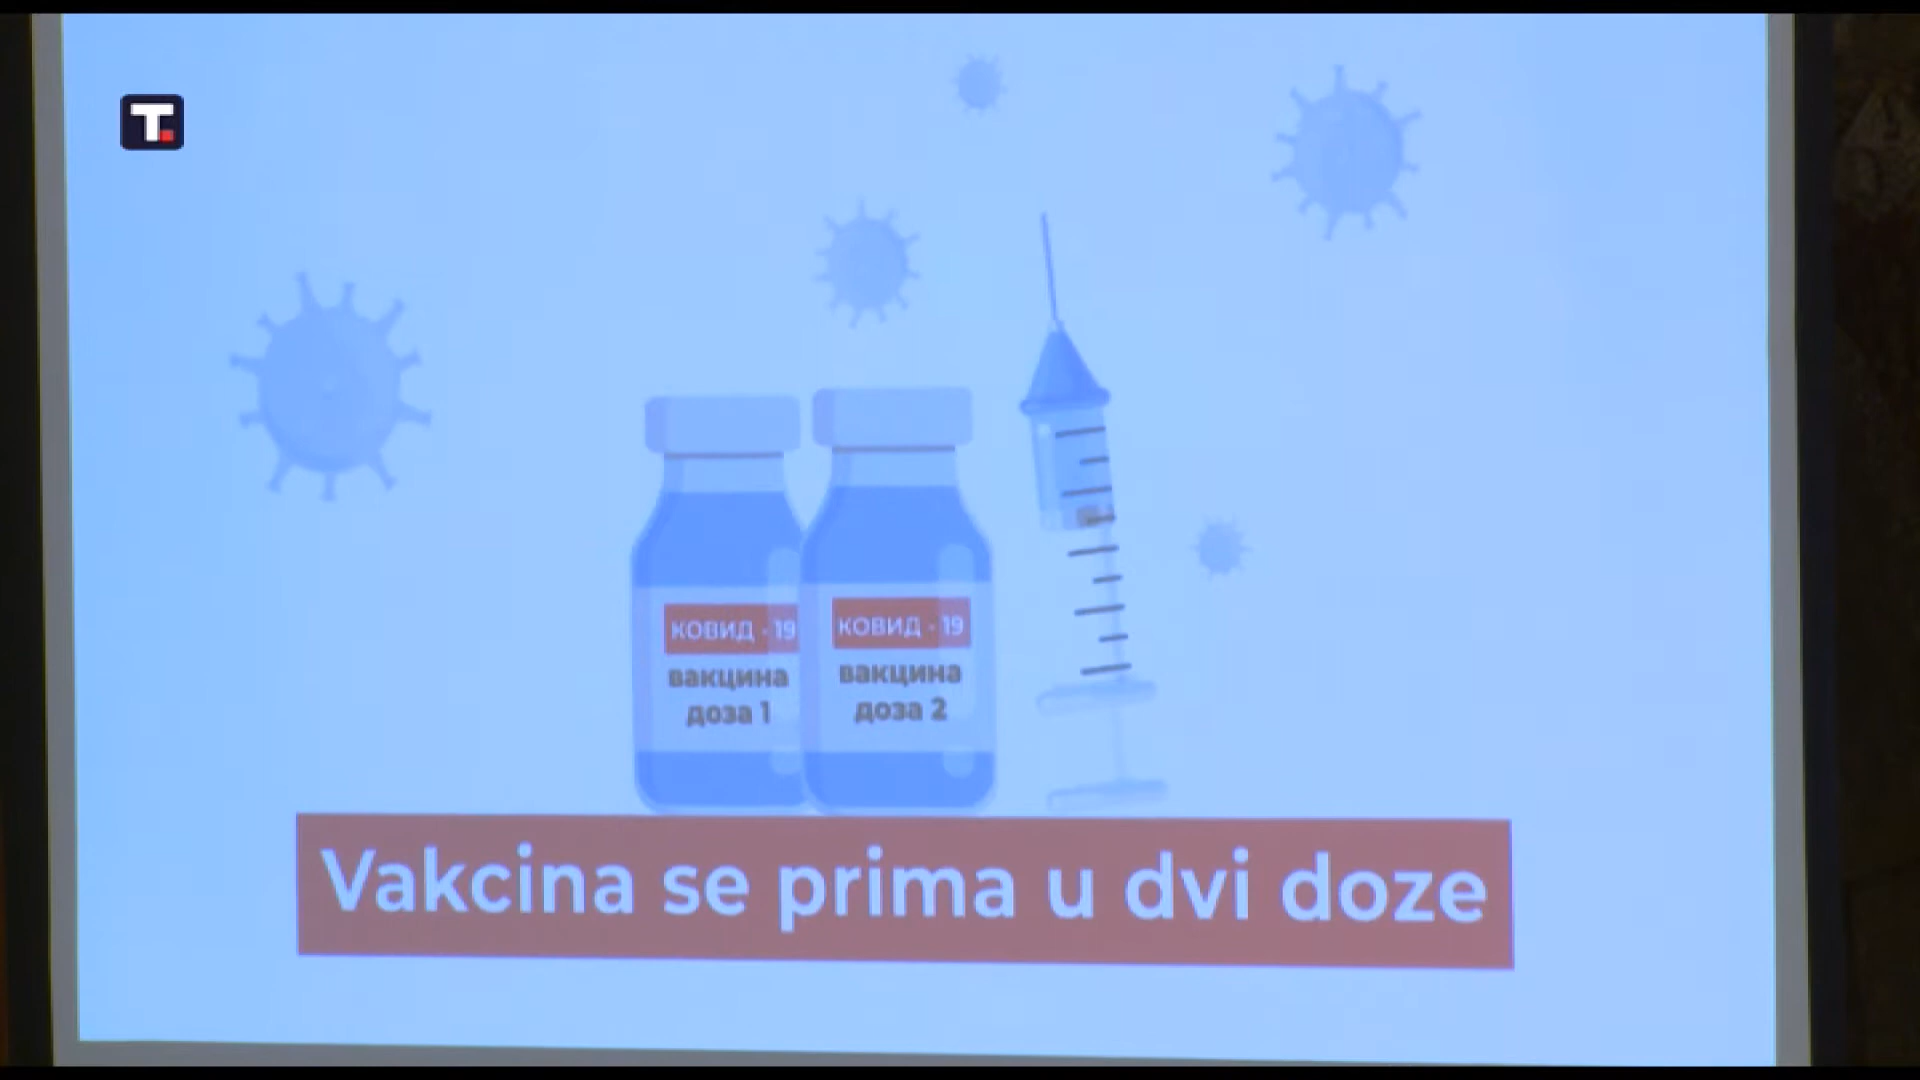 T.
КОВИД - 19
вакцина
доза 1
КОВИД - 19
вакцина
доза 2
Vakcina se prima u dvi doze